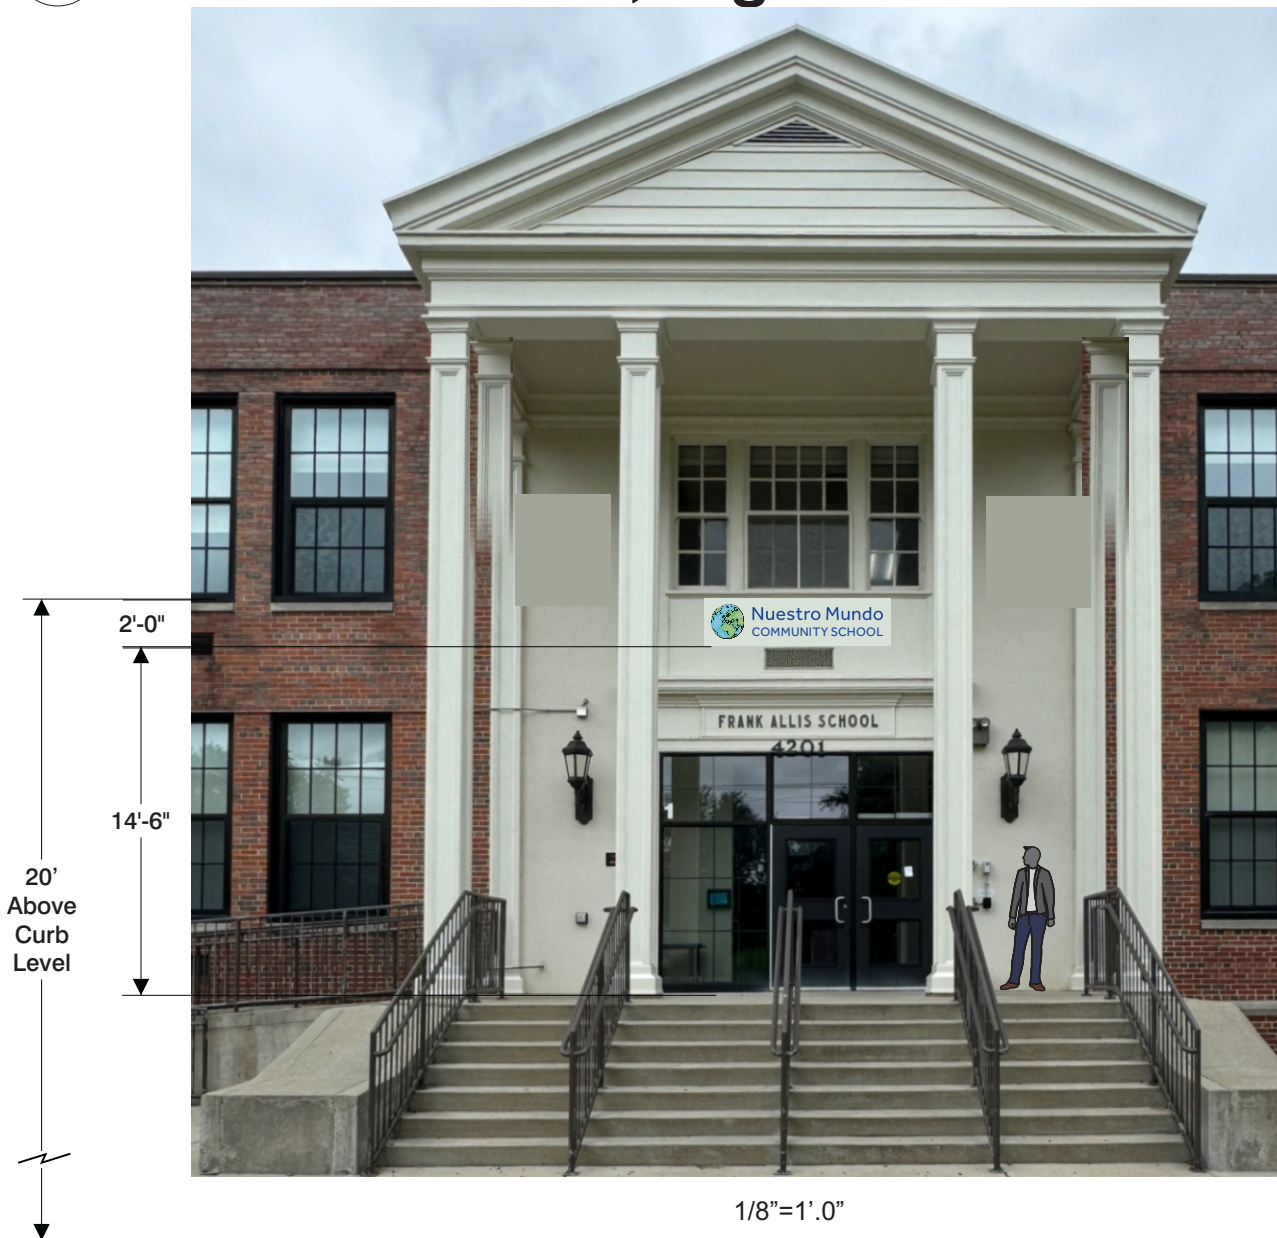 2'-0"
Nuestro Mundo
COMMUNITY SCHOOL
FRANK ALLIS SCHOOL
4201
14'-6"
20’
Above
Curb
Level
1/8”=1’.0”